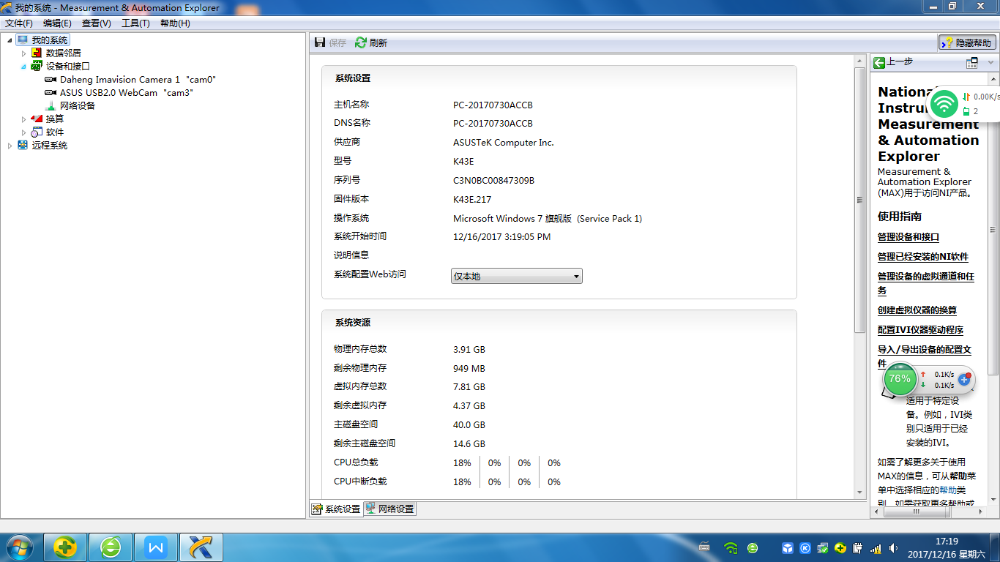 我的系统 - Measurement & Automation Explorer
文件(F) 编辑(E) 查看(V) 工具(T) 帮助(H)
我的系统
数据邻居
设备和接口
Daheng Imavision Camera 1 "cam0"
ASUS USB2.0 WebCam "cam3"
网络设备
换算
软件
远程系统
保存 刷新
隐藏帮助
系统设置
主机名称 PC-20170730ACCB
DNS名称 PC-20170730ACCB
供应商 ASUSTeK Computer Inc.
型号 K43E
序列号 C3N0BC00847309B
固件版本 K43E.217
操作系统 Microsoft Windows 7 旗舰版 (Service Pack 1)
系统开始时间 12/16/2017 3:19:05 PM
说明信息
系统配置Web访问 仅本地
系统资源
物理内存总数 3.91 GB
剩余物理内存 949 MB
虚拟内存总数 7.81 GB
剩余虚拟内存 4.37 GB
主磁盘空间 40.0 GB
剩余主磁盘空间 14.6 GB
CPU总负载 18% 0% 0% 0%
CPU中断负载 18% 0% 0% 0%
系统设置 网络设置
上一步
National
Instrum
Measurement
& Automation
Explorer
0.00K/s
2
Measurement &
Automation Explorer
(MAX)用于访问NI产品。
使用指南
管理设备和接口
管理已经安装的NI软件
管理设备的虚拟通道和任
务
创建虚拟仪器的换算
配置IVI仪器驱动程序
导入/导出设备的配置文
件
76%
0.1K/s
0.1K/s
适用于特定设
备。例如，IVI类
别只适用于已经
安装的IVI。
如需了解更多关于使用
MAX的信息，可从帮助菜
单中选择相应的帮助类
别。如需获取更多帮助或
17:19
2017/12/16 星期六